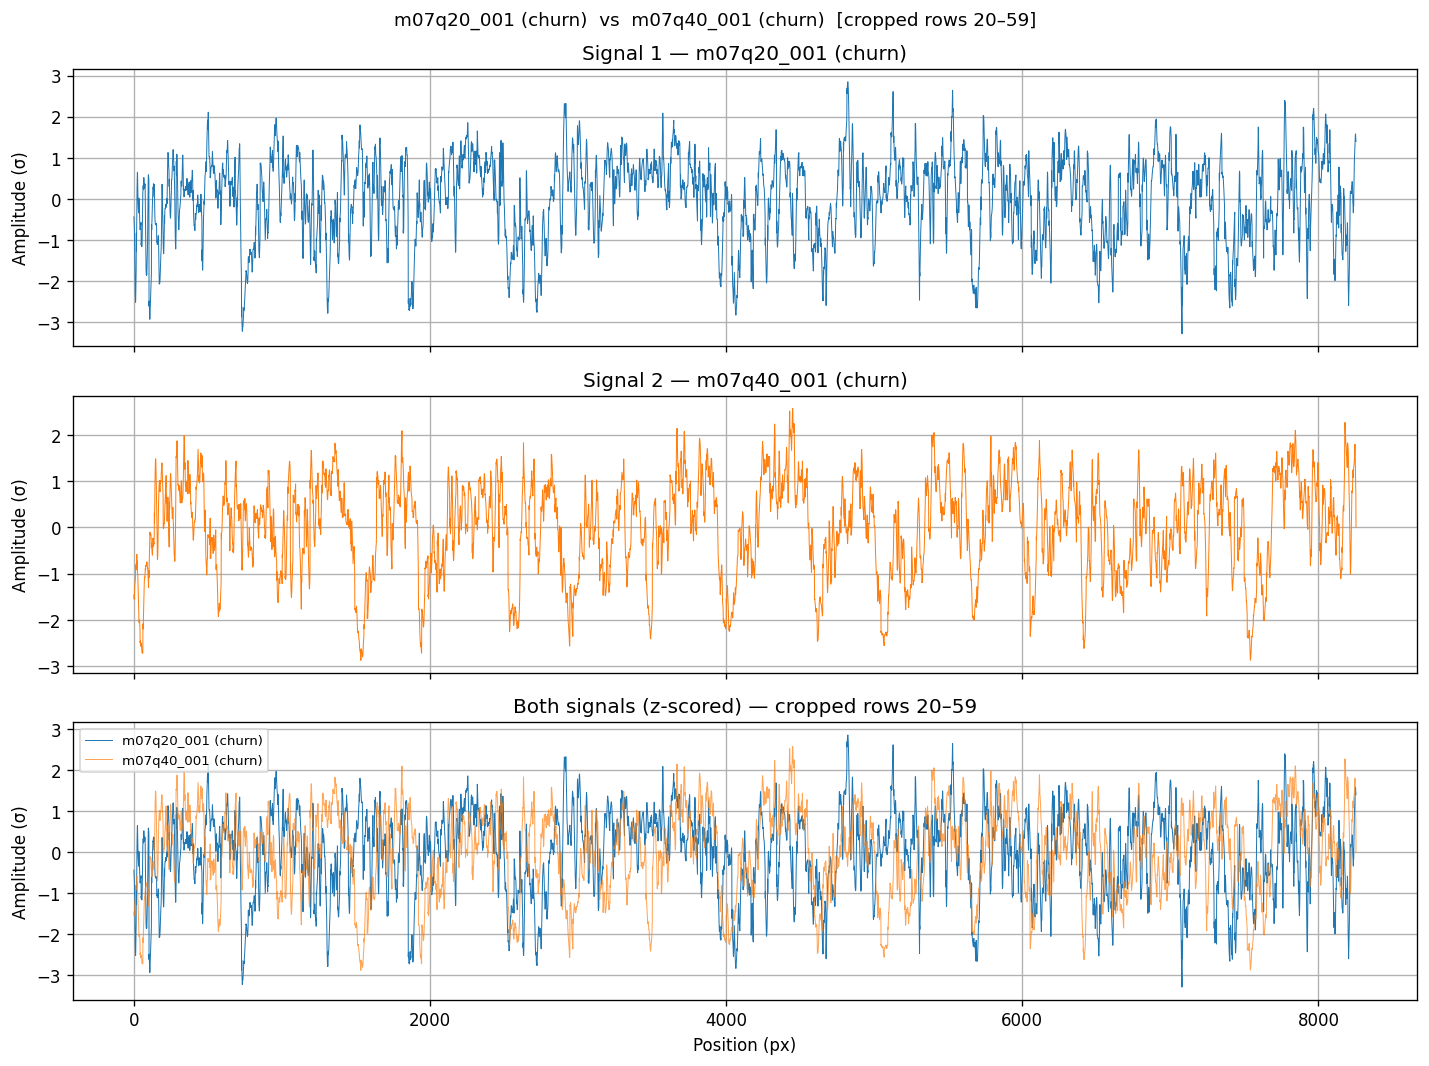 m07q20_001 (churn)  vs  m07q40_001 (churn)  [cropped rows 20–59]
Signal 1 — m07q20_001 (churn)
Amplitude (σ)
3
2
1
0
−1
−2
−3
Signal 2 — m07q40_001 (churn)
Amplitude (σ)
2
1
0
−1
−2
−3
Both signals (z-scored) — cropped rows 20–59
m07q20_001 (churn)
m07q40_001 (churn)
Amplitude (σ)
3
2
1
0
−1
−2
−3
0 2000 4000 6000 8000
Position (px)